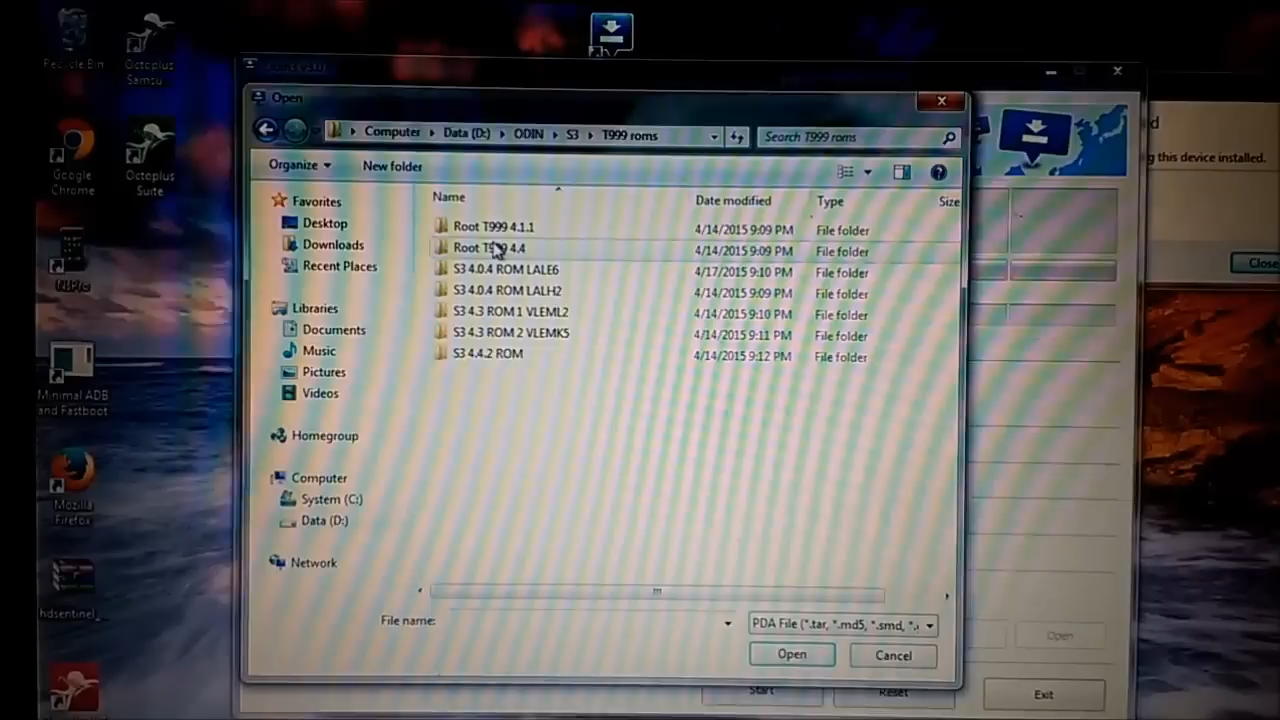 Recycle Bin
Octoplus
Samsu...
Google
Chrome
Octoplus
Suite
NsPro
Minimal ADB
and Fastboot
Mozilla
Firefox
hdsentinel_
Open
Computer Data (D:) ODIN S3 T999 roms
Search T999 roms
Organize
New folder
Favorites
Desktop
Downloads
Recent Places
Libraries
Documents
Music
Pictures
Videos
Homegroup
Computer
System (C:)
Data (D:)
Network
Name Date modified Type Size
Root T999 4.1.1 4/14/2015 9:09 PM File folder
Root 4.4 4/14/2015 9:09 PM File folder
S3 4.0.4 ROM LALE6 4/17/2015 9:10 PM File folder
S3 4.0.4 ROM LALH2 4/14/2015 9:09 PM File folder
S3 4.3 ROM 1 VLEML2 4/14/2015 9:10 PM File folder
S3 4.3 ROM 2 VLEMK5 4/14/2015 9:11 PM File folder
S3 4.4.2 ROM 4/14/2015 9:12 PM File folder
File name:
PDA File (*.tar, *.md5, *.smd, *.
Open
Cancel
d
g this device installed.
Close
Open
Start
Reset
Exit